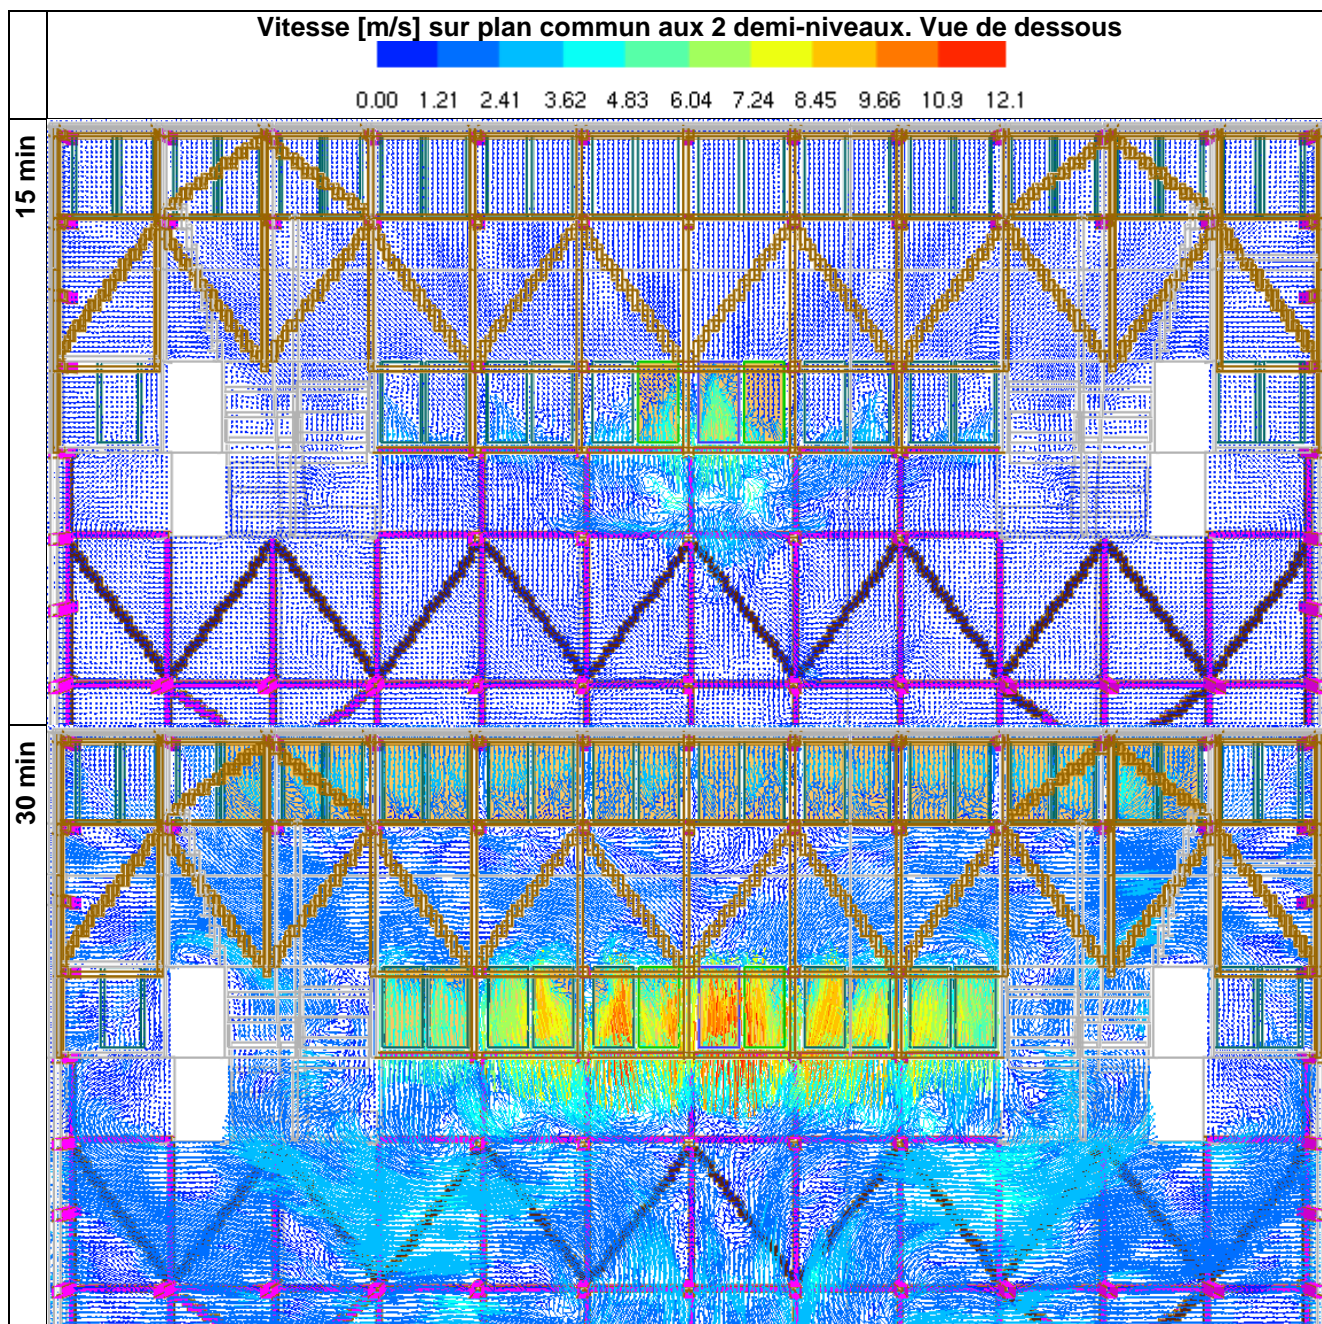 Vitesse [m/s] sur plan commun aux 2 demi-niveaux. Vue de dessous
0.00 1.21 2.41 3.62 4.83 6.04 7.24 8.45 9.66 10.9 12.1
15 min
30 min